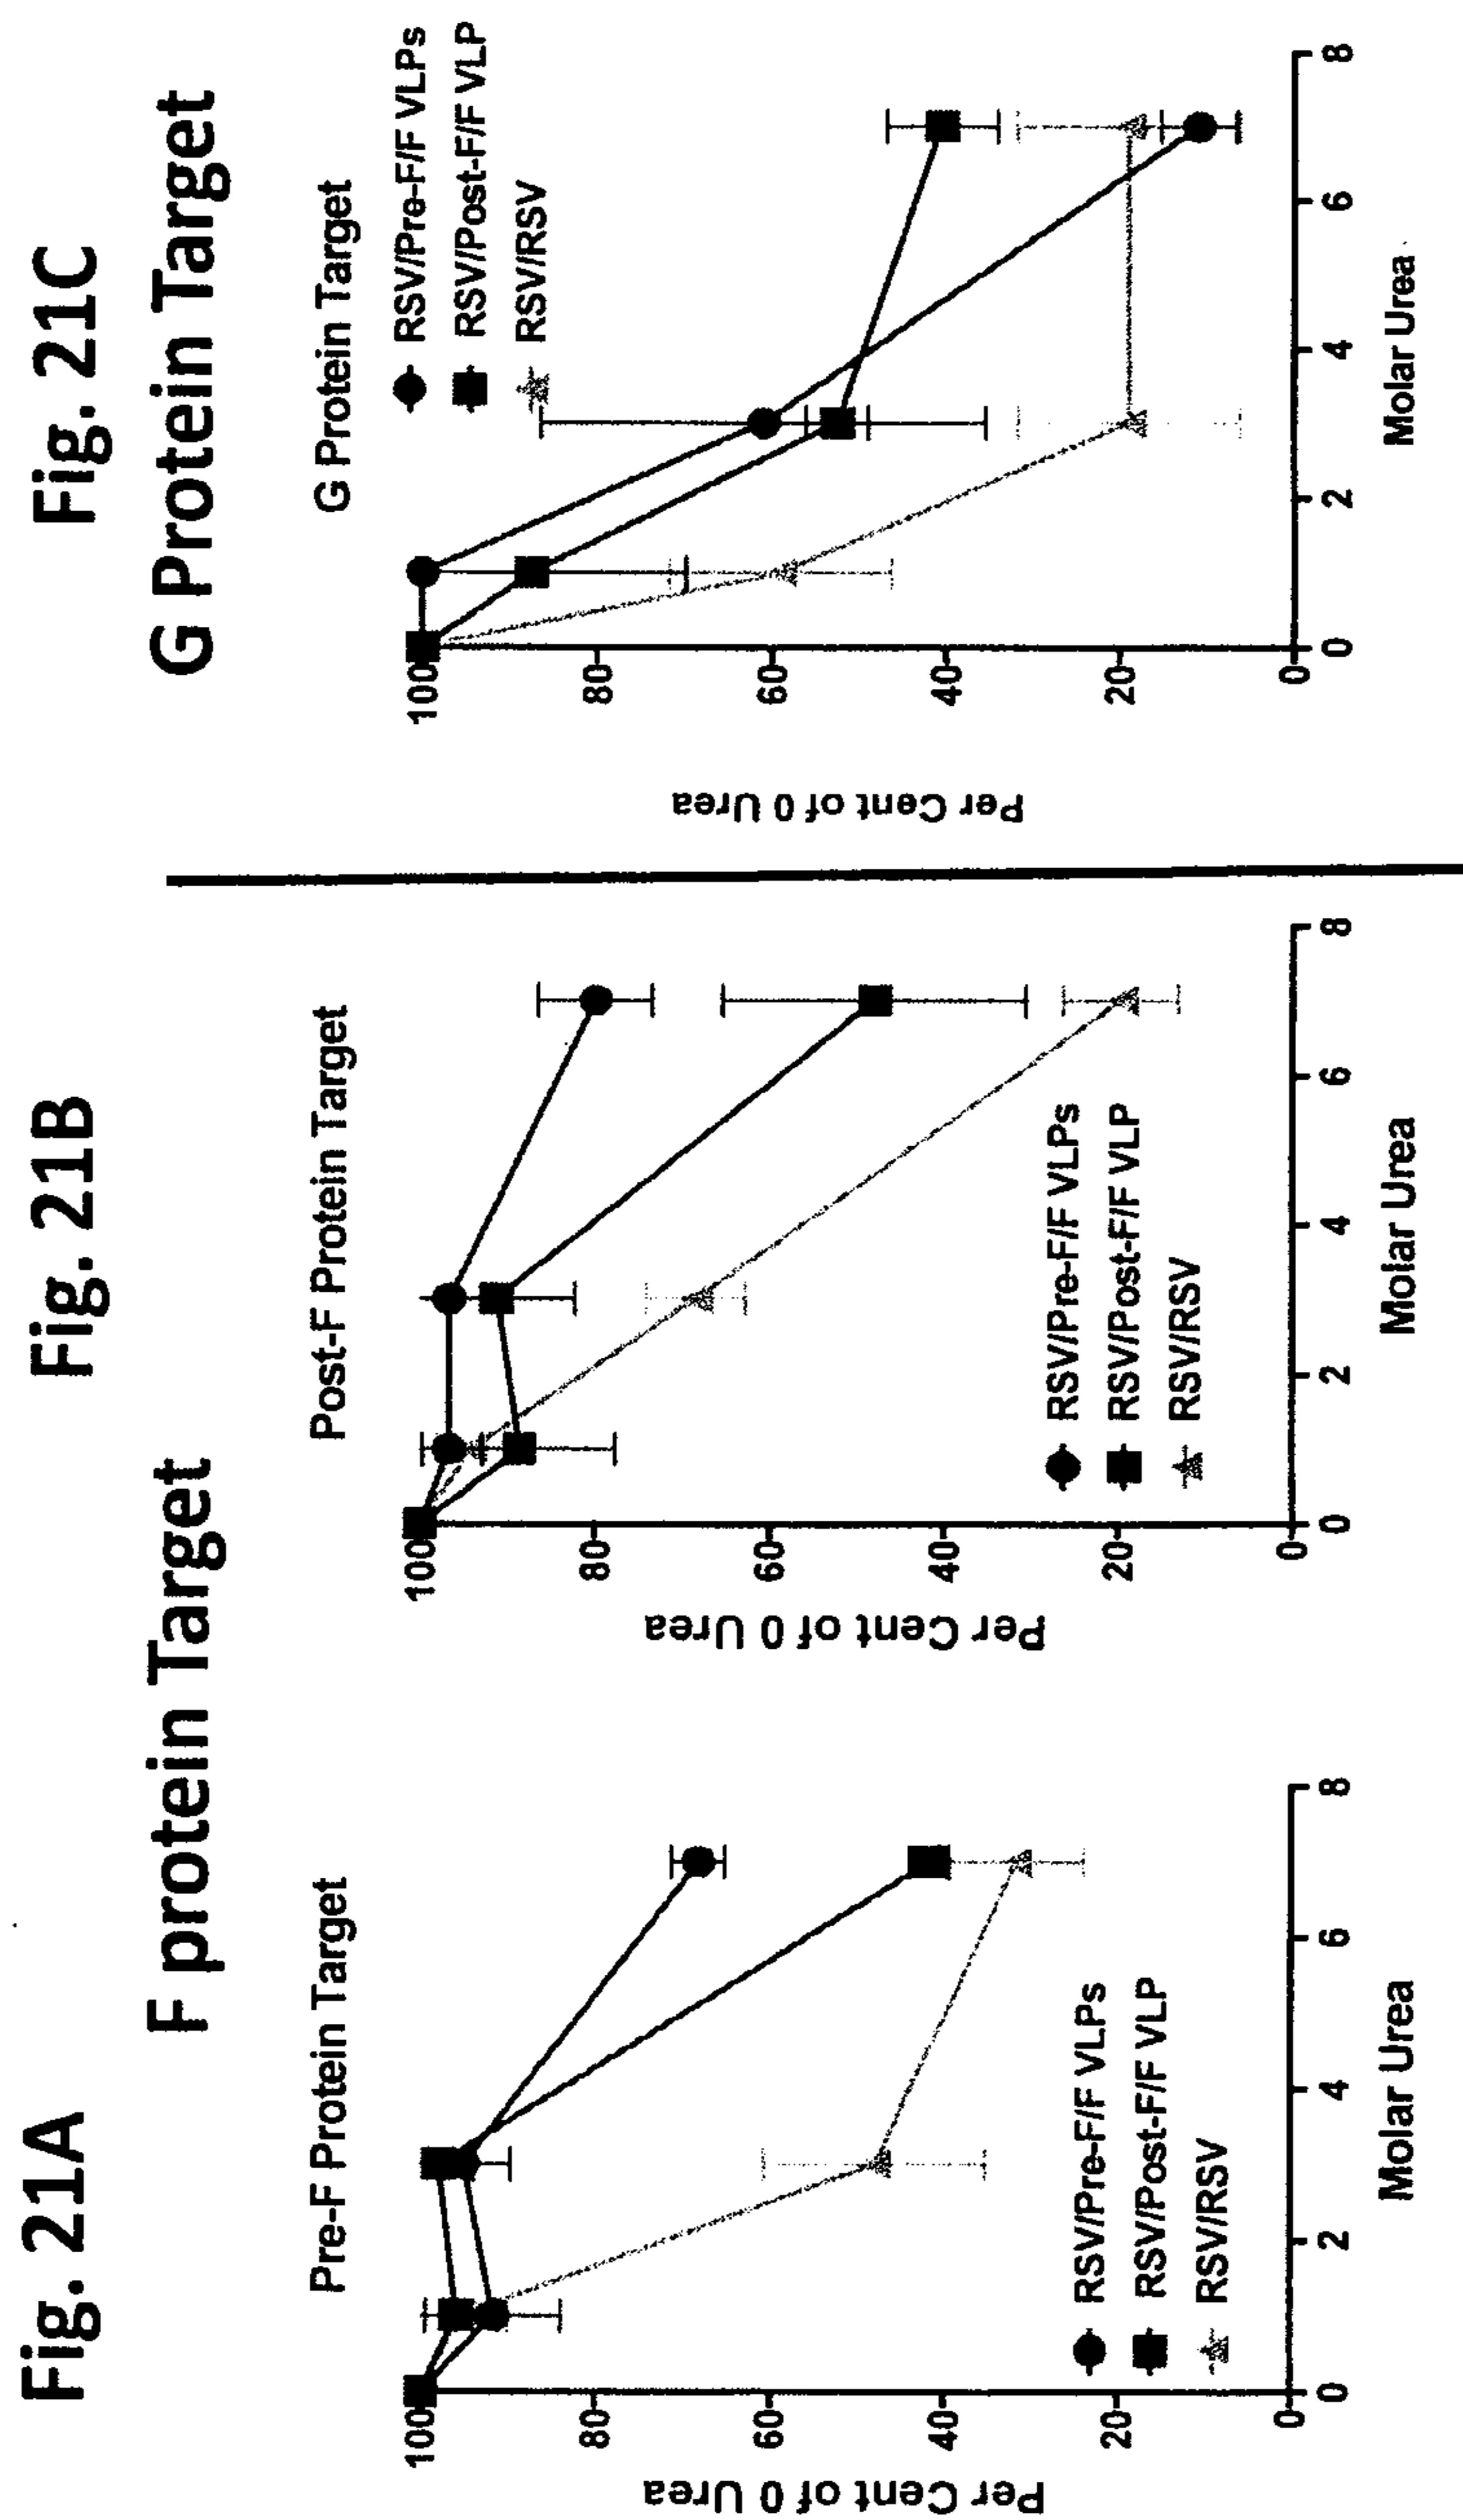 Fig. 21A
Fig. 21B
Fig. 21C
F protein Target
G Protein Target
Pre-F Protein Target
Per Cent of 0 Urea
100
80
60
40
20
0
0 2 4 6 8
Molar Urea
RSV/Pre-F/F VLPs
RSV/Post-F/F VLP
RSV/RSV
Post-F Protein Target
Per Cent of 0 Urea
100
80
60
40
20
0
0 2 4 6 8
Molar Urea
RSV/Pre-F/F VLPs
RSV/Post-F/F VLP
RSV/RSV
G Protein Target
Per Cent of 0 Urea
100
80
60
40
20
0
0 2 4 6 8
Molar Urea
RSV/Pre-F/F VLPs
RSV/Post-F/F VLP
RSV/RSV